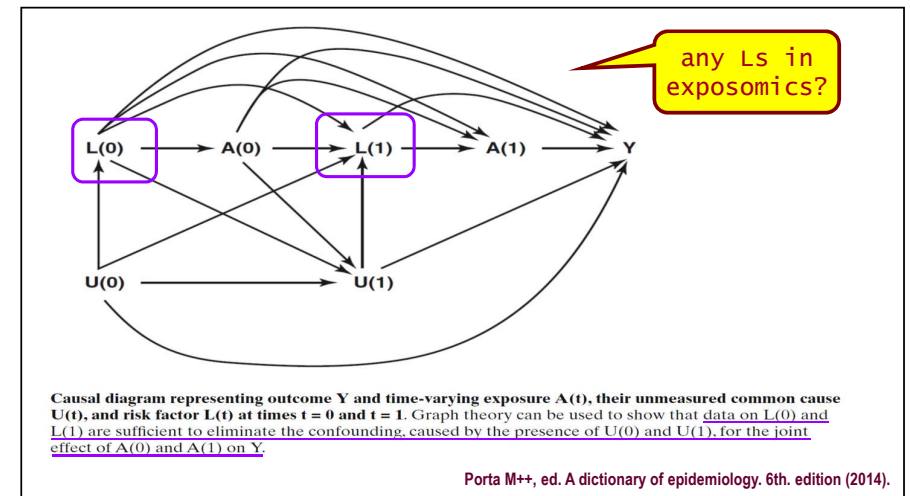 any Ls in
exposomics?
L(0) A(0) L(1) A(1) Y
U(0) U(1)
Causal diagram representing outcome Y and time-varying exposure A(t), their unmeasured common cause
U(t), and risk factor L(t) at times t = 0 and t = 1. Graph theory can be used to show that data on L(0) and
L(1) are sufficient to eliminate the confounding, caused by the presence of U(0) and U(1), for the joint
effect of A(0) and A(1) on Y.
Porta M++, ed. A dictionary of epidemiology. 6th. edition (2014).